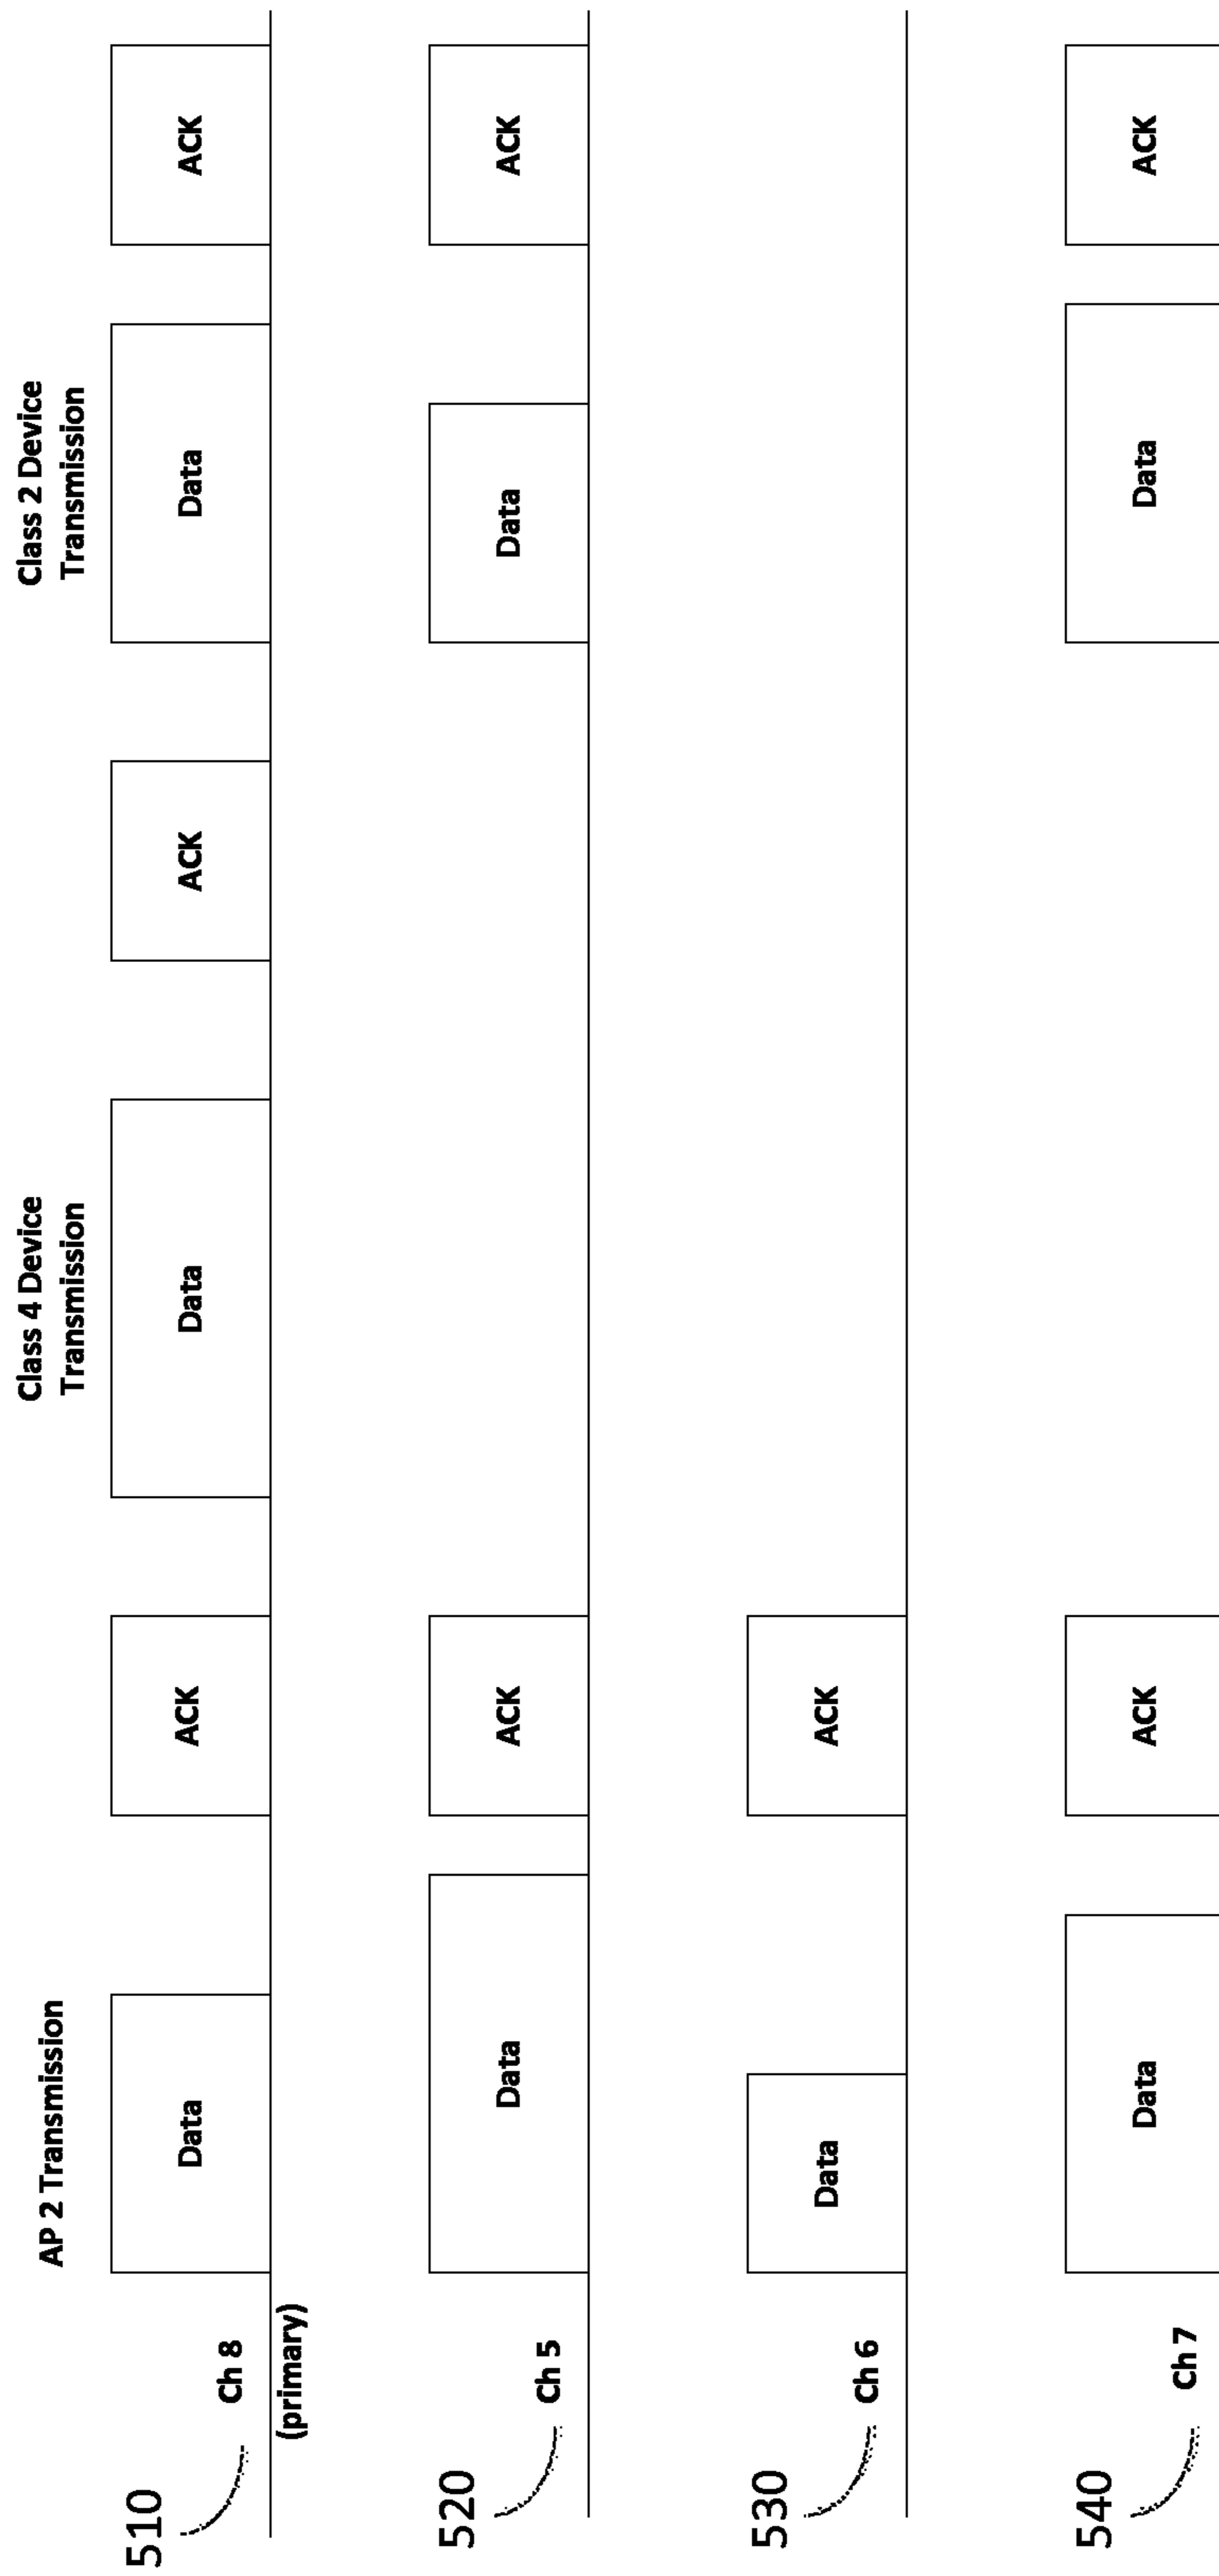 AP 2 Transmission
Class 4 Device
Transmission
Class 2 Device
Transmission
510
Ch 8
(primary)
Data
ACK
Data
ACK
Data
ACK
520
Ch 5
Data
ACK
Data
ACK
530
Ch 6
Data
ACK
540
Ch 7
Data
ACK
Data
ACK